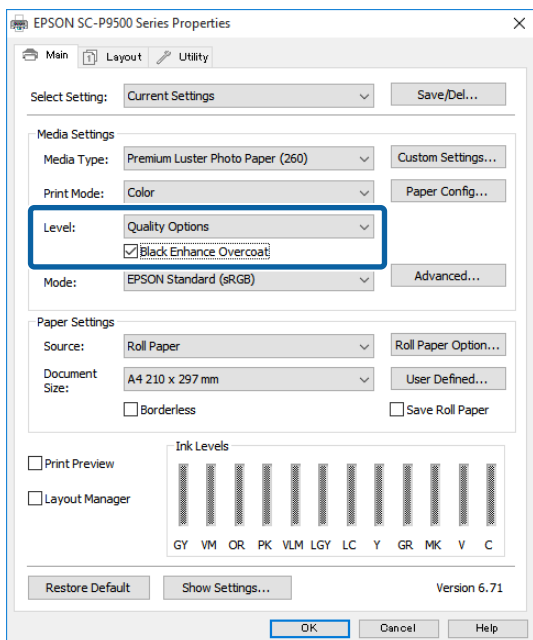 EPSON SC-P9500 Series Properties
Main Layout Utility
Select Setting: Current Settings Save/Del...
Media Settings
Media Type: Premium Luster Photo Paper (260) Custom Settings...
Print Mode: Color Paper Config...
Level: Quality Options
Black Enhance Overcoat
Mode: EPSON Standard (sRGB) Advanced...
Paper Settings
Source: Roll Paper Roll Paper Option...
Document
Size: A4 210 x 297 mm User Defined...
Borderless Save Roll Paper
Ink Levels
Print Preview
Layout Manager
GY VM OR PK VLM LGY LC Y GR MK V C
Restore Default Show Settings... Version 6.71
OK Cancel Help